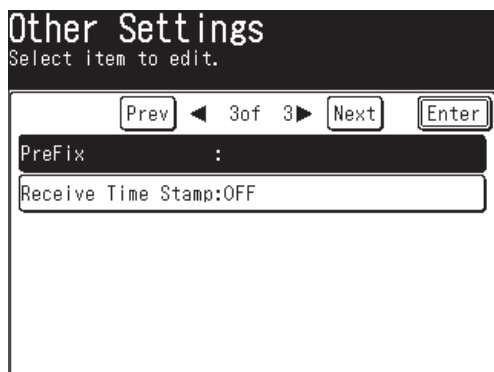 Other Settings
Select item to edit.
Prev ◀ 3of 3▶ Next Enter
PreFix :
Receive Time Stamp:OFF